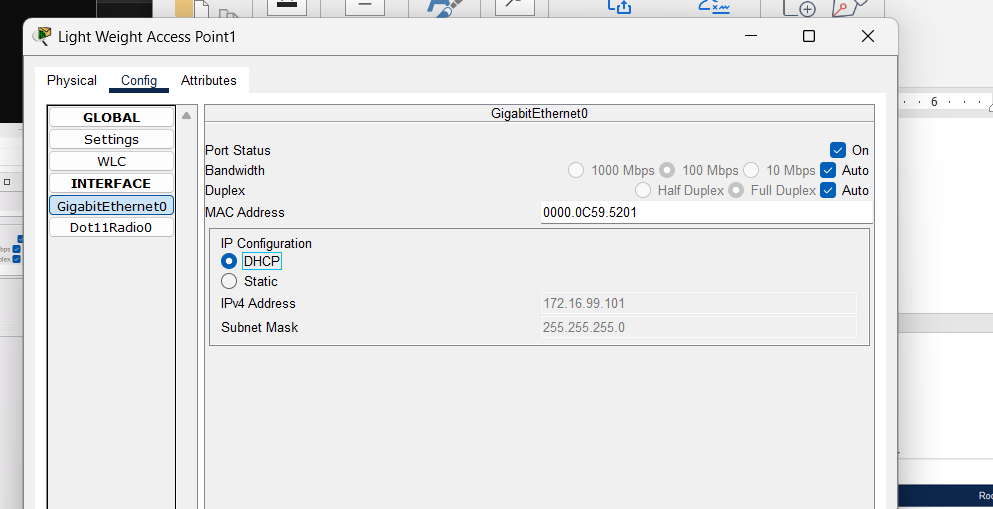 Light Weight Access Point1
Physical Config Attributes
GLOBAL
Settings
WLC
INTERFACE
GigabitEthernet0
Dot11Radio0
GigabitEthernet0
Port Status On
Bandwidth 1000 Mbps 100 Mbps 10 Mbps Auto
Duplex Half Duplex Full Duplex Auto
MAC Address 0000.0C59.5201
IP Configuration
DHCP
Static
IPv4 Address 172.16.99.101
Subnet Mask 255.255.255.0
6